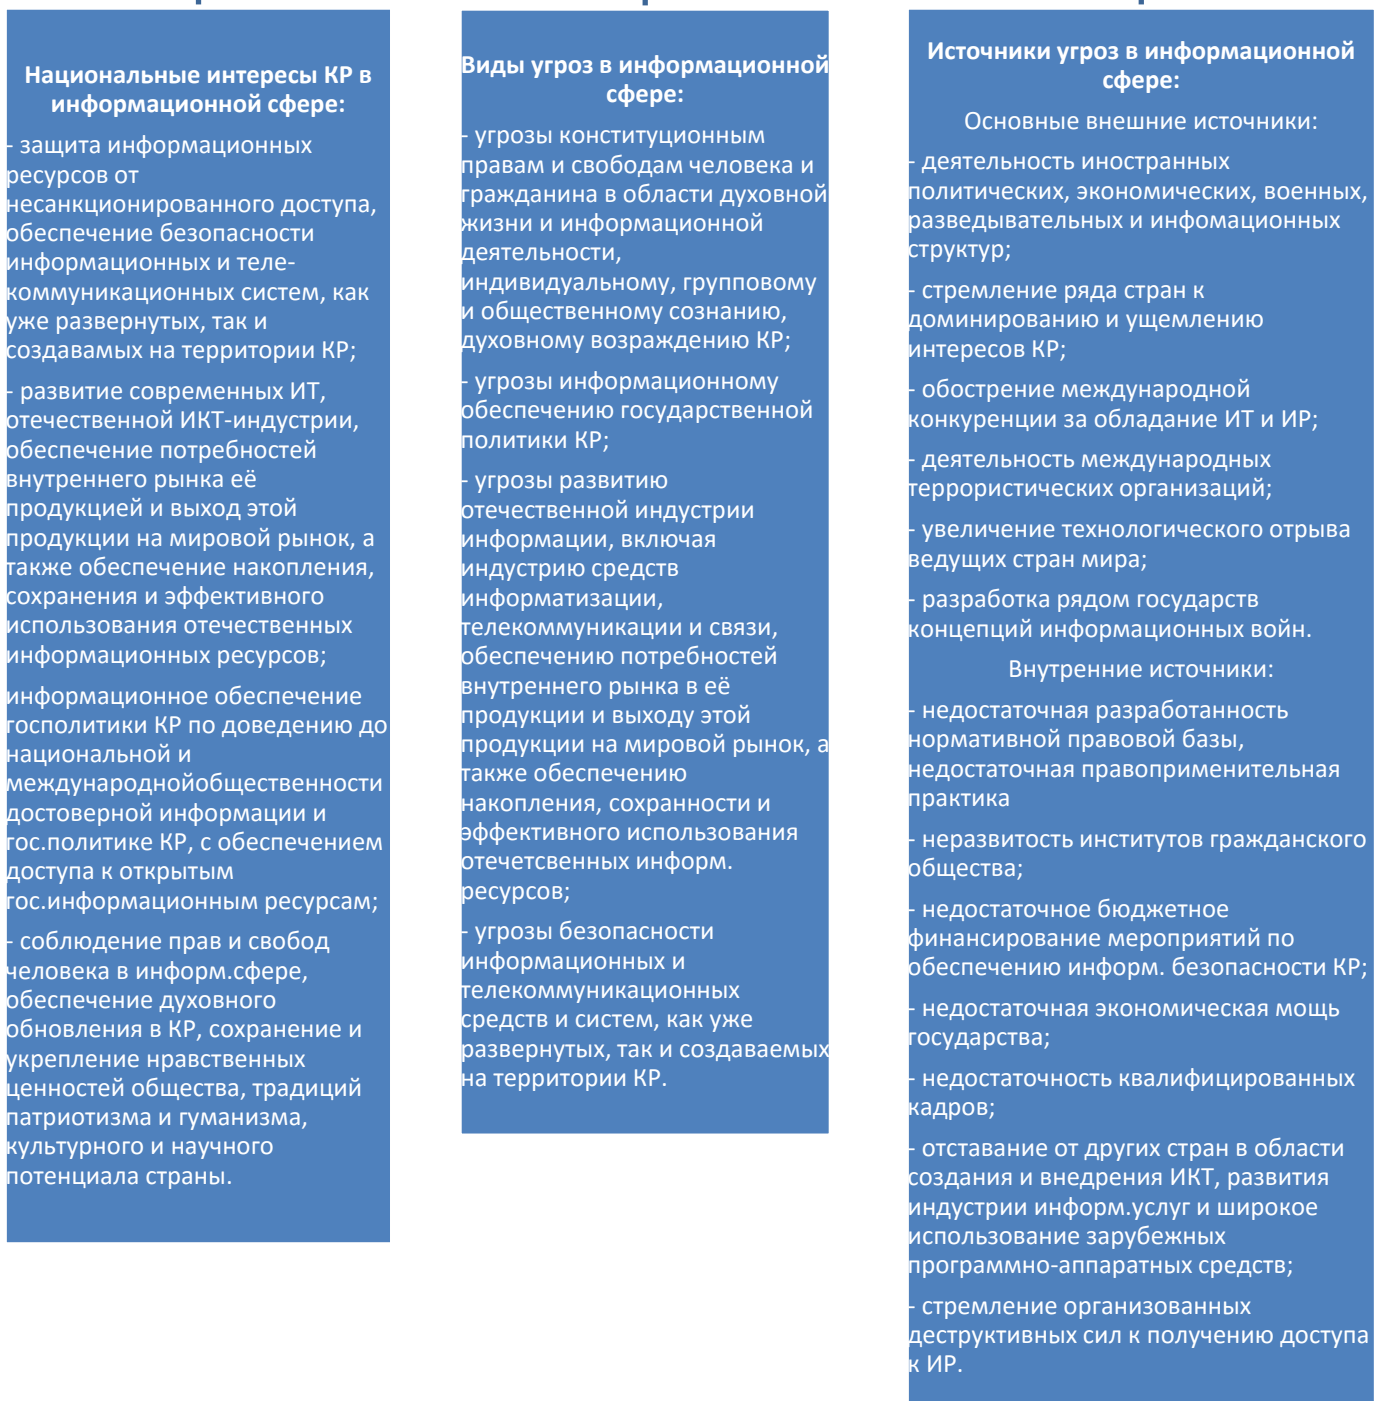 Национальные интересы КР в
информационной сфере:
- защита информационных
ресурсов от
несанкционированного доступа,
обеспечение безопасности
информационных и теле-
коммуникационных систем, как
уже развернутых, так и
создавамых на территории КР;
- развитие современных ИТ,
отечественной ИКТ-индустрии,
обеспечение потребностей
внутреннего рынка её
продукцией и выход этой
продукции на мировой рынок, а
также обеспечение накопления,
сохранения и эффективного
использования отечественных
информационных ресурсов;
информационное обеспечение
госполитики КР по доведению до
национальной и
международнойобщественности
достоверной информации и
гос.политике КР, с обеспечением
доступа к открытым
гос.информационным ресурсам;
- соблюдение прав и свобод
человека в информ.сфере,
обеспечение духовного
обновления в КР, сохранение и
укрепление нравственных
ценностей общества, традиций
патриотизма и гуманизма,
культурного и научного
потенциала страны.
Виды угроз в информационной
сфере:
- угрозы конституционным
правам и свободам человека и
гражданина в области духовной
жизни и информационной
деятельности,
индивидуальному, групповому
и общественному сознанию,
духовному возраждению КР;
- угрозы информационному
обеспечению государственной
политики КР;
- угрозы развитию
отечественной индустрии
информации, включая
индустрию средств
информатизации,
телекоммуникации и связи,
обеспечению потребностей
внутреннего рынка в её
продукции и выходу этой
продукции на мировой рынок, а
также обеспечению
накопления, сохранности и
эффективного использования
отечетсвенных информ.
ресурсов;
- угрозы безопасности
информационных и
телекоммуникационных
средств и систем, как уже
развернутых, так и создаваемых
на территории КР.
Источники угроз в информационной
сфере:
Основные внешние источники:
- деятельность иностранных
политических, экономических, военных,
разведывательных и инфомационных
структур;
- стремление ряда стран к
доминированию и ущемлению
интересов КР;
- обострение международной
конкуренции за обладание ИТ и ИР;
- деятельность международных
террористических организаций;
- увеличение технологического отрыва
ведущих стран мира;
- разработка рядом государств
концепций информационных войн.
Внутренние источники:
- недостаточная разработанность
нормативной правовой базы,
недостаточная правоприменительная
практика
- неразвитость институтов гражданского
общества;
- недостаточное бюджетное
финансирование мероприятий по
обеспечению информ. безопасности КР;
- недостаточная экономическая мощь
государства;
- недостаточность квалифицированных
кадров;
- отставание от других стран в области
создания и внедрения ИКТ, развития
индустрии информ.услуг и широкое
использование зарубежных
программно-аппаратных средств;
- стремление организованных
деструктивных сил к получению доступа
к ИР.